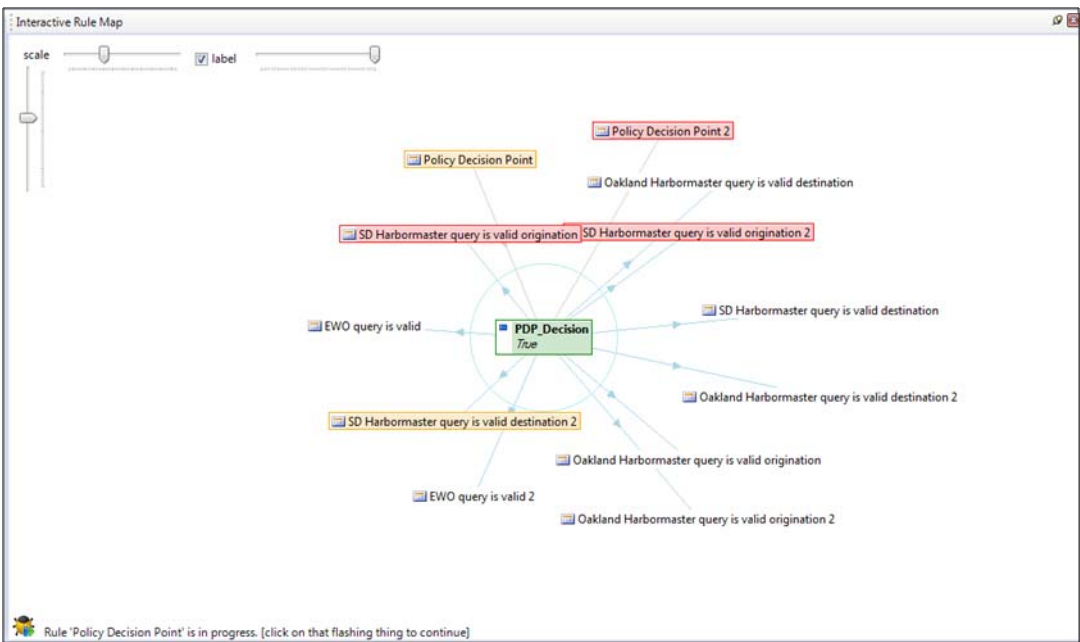 Interactive Rule Map
scale
label
Policy Decision Point 2
Policy Decision Point
Oakland Harbormaster query is valid destination
SD Harbormaster query is valid origination
SD Harbormaster query is valid origination 2
SD Harbormaster query is valid destination
EWO query is valid
PDP_Decision
True
Oakland Harbormaster query is valid destination 2
SD Harbormaster query is valid destination 2
Oakland Harbormaster query is valid origination
EWO query is valid 2
Oakland Harbormaster query is valid origination 2
Rule 'Policy Decision Point' is in progress. [click on that flashing thing to continue]